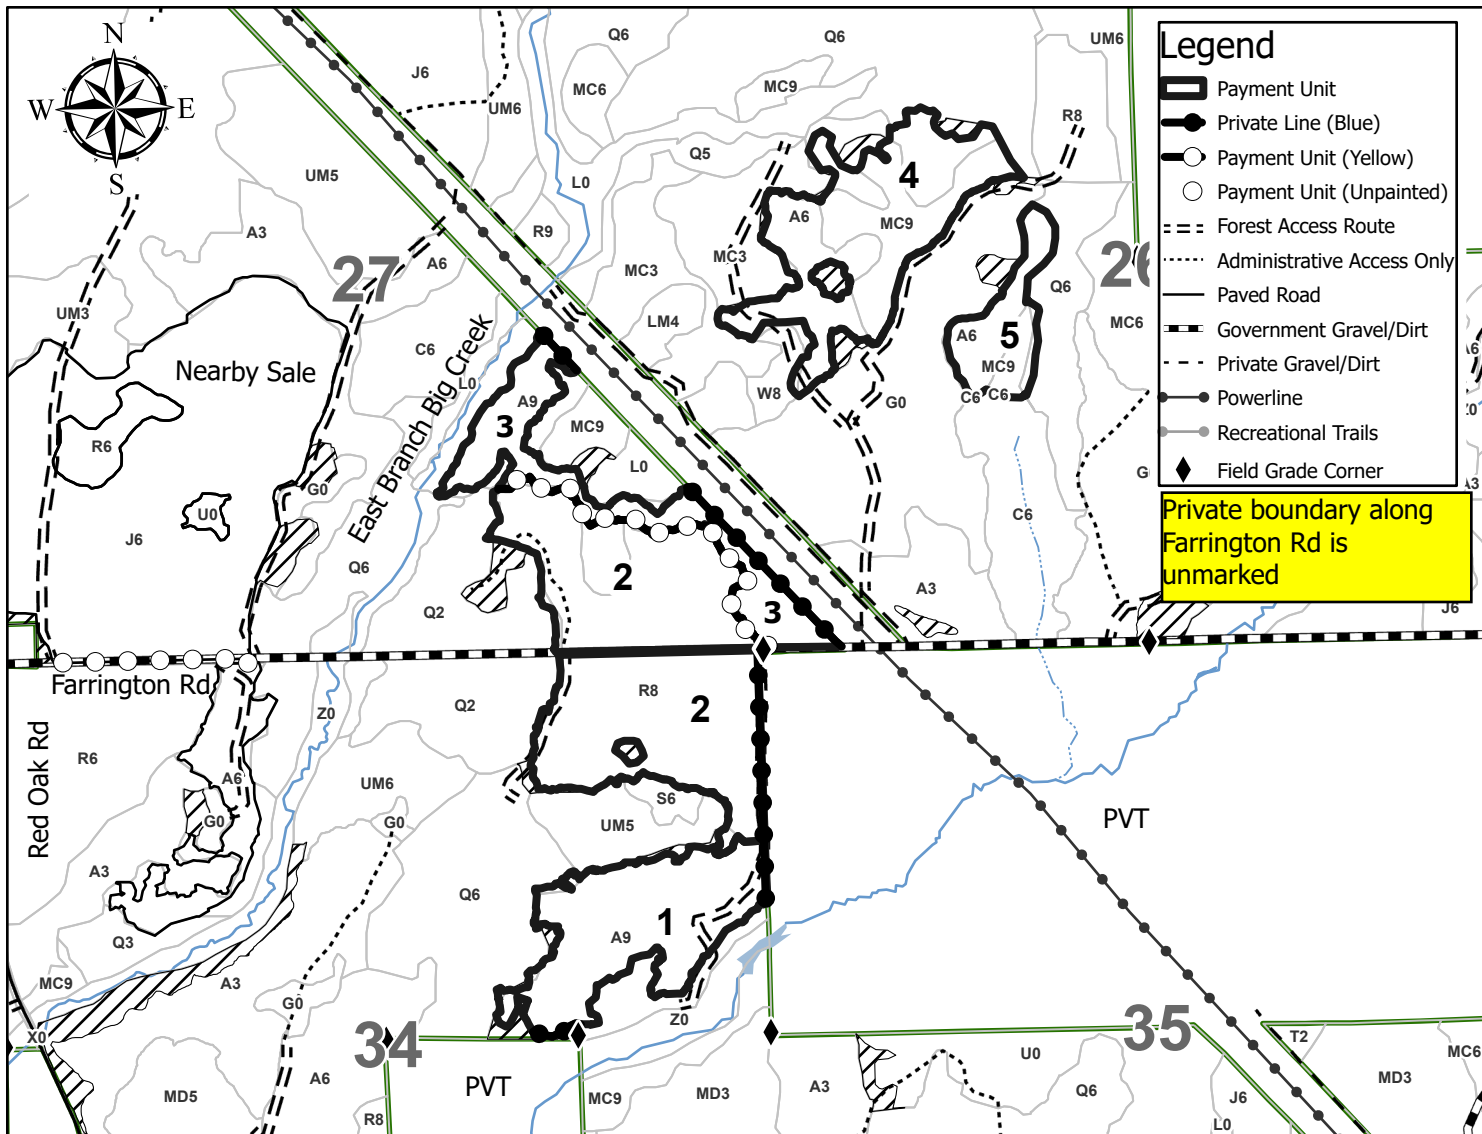 N
W
E
S
Legend
Payment Unit
Private Line (Blue)
Payment Unit (Yellow)
Payment Unit (Unpainted)
Forest Access Route
Administrative Access Only
Paved Road
Government Gravel/Dirt
Private Gravel/Dirt
Powerline
Recreational Trails
Field Grade Corner
Private boundary along
Farrington Rd is
unmarked
Q6
Q6
UM6
J6
MC6
MC9
UM6
R8
Q5
UM5
L0
4
A3
R9
A6
MC9
27
A6
MC3
MC3
26
Q6
UM3
LM4
MC6
C6
A6
5
A6
Nearby Sale
L0
MC9
East Branch Big Creek
A9
W8
G0
C6
C6
Z0
3
MC9
R6
L0
G0
A3
U0
C6
J6
Q6
2
A3
Q2
3
J6
Farrington Rd
R8
Z0
Q2
2
Red Oak Rd
R6
A6
UM6
S6
G0
G0
UM5
PVT
A3
Q6
1
Q3
A9
MC9
A3
G0
Z0
X0
34
35
T2
U0
MC6
A6
PVT
MD5
MC9
MD3
A3
Q6
J6
MD3
R8
L0